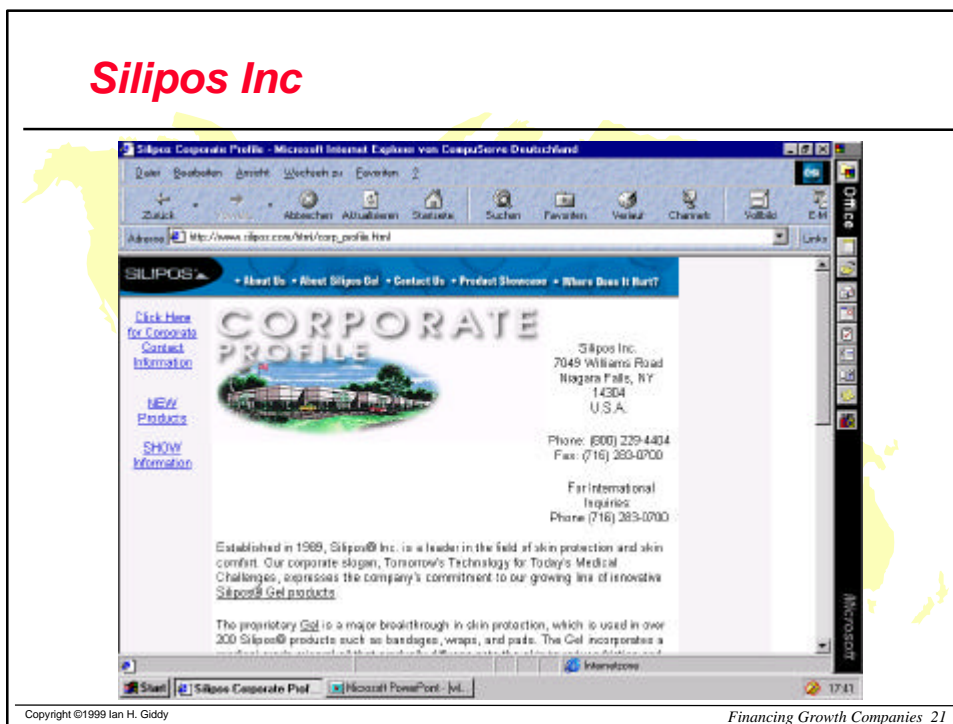 Silipos Inc
Silipos Corporate Profile - Microsoft Internet Explorer von CompuServe Deutschland
Datei Bearbeiten Ansicht Wechseln zu Favoriten ?
Zurück Abbrechen Aktualisieren Startseite Suchen Favoriten Verlauf Channels Vollbild E-M
Adresse http://www.silipos.com/html/corp_profile.html Links
Office
SILIPOS
• About Us • About Silipos Gel • Contact Us • Product Showcase • Where Does It Hurt?
Click Here
for Corporate
Contact
Information
NEW
Products
SHOW
Information
CORPORATE
PROFILE
Silipos Inc.
7049 Williams Road
Niagara Falls, NY
14304
U.S.A.
Phone: (800) 229-4404
Fax: (716) 283-0700
For International
Inquiries:
Phone (716) 283-0700
Established in 1989, Silipos® Inc. is a leader in the field of skin protection and skin
comfort. Our corporate slogan, Tomorrow's Technology for Today's Medical
Challenges, expresses the company's commitment to our growing line of innovative
Silipos® Gel products.
The proprietary Gel is a major breakthrough in skin protection, which is used in over
200 Silipos® products such as bandages, wraps, and pads. The Gel incorporates a
Microsoft
Internetzone
Start Silipos Corporate Prof... Microsoft PowerPoint - [vl... 17:41
Copyright ©1999 Ian H. Giddy
Financing Growth Companies 21